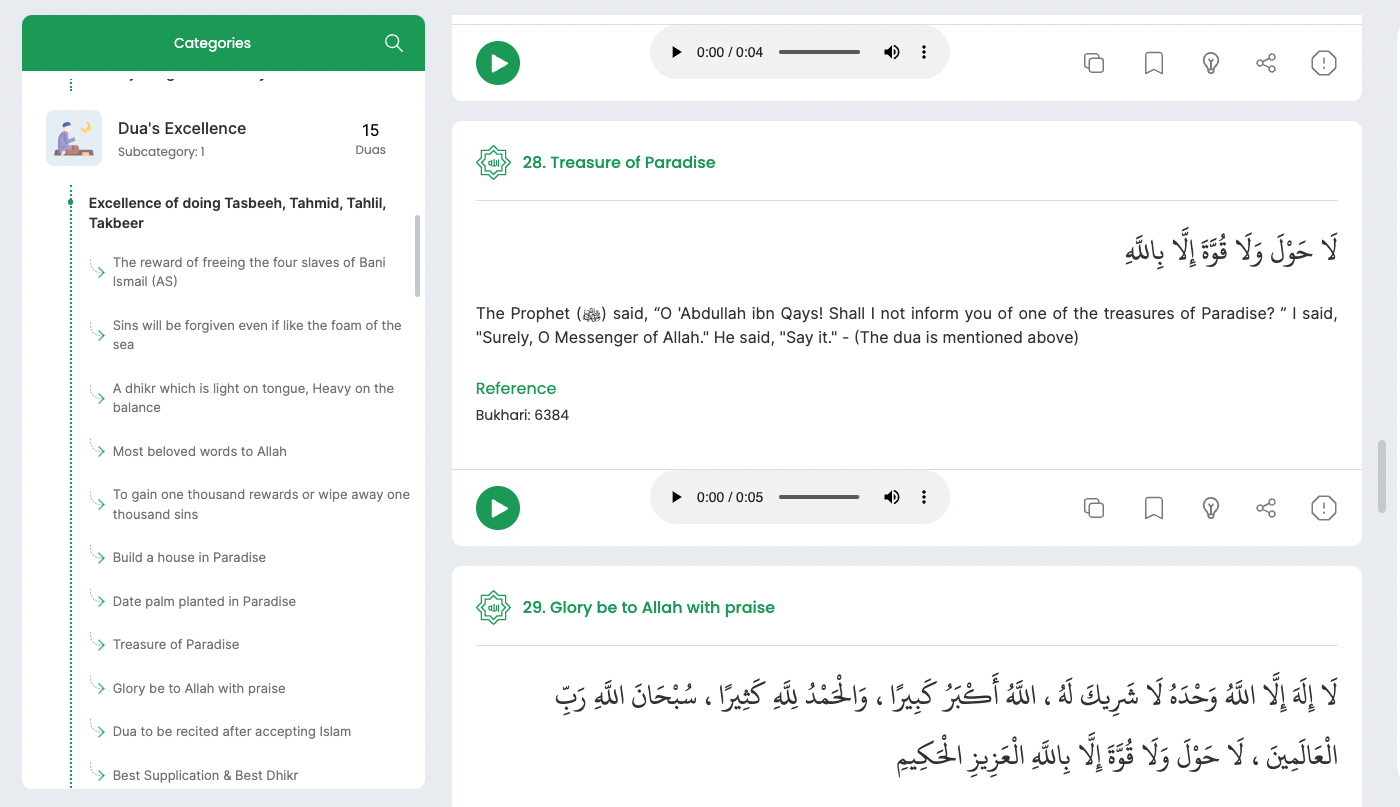 Categories
Dua's Excellence
Subcategory: 1
15
Duas
Excellence of doing Tasbeeh, Tahmid, Tahlil,
Takbeer
The reward of freeing the four slaves of Bani
Ismail (AS)
Sins will be forgiven even if like the foam of the
sea
A dhikr which is light on tongue, Heavy on the
balance
Most beloved words to Allah
To gain one thousand rewards or wipe away one
thousand sins
Build a house in Paradise
Date palm planted in Paradise
Treasure of Paradise
Glory be to Allah with praise
Dua to be recited after accepting Islam
Best Supplication & Best Dhikr
0:00 / 0:04
28. Treasure of Paradise
لَا حَوْلَ وَلَا قُوَّةَ إِلَّا بِاللَّهِ
The Prophet (ﷺ) said, “O 'Abdullah ibn Qays! Shall I not inform you of one of the treasures of Paradise? ” I said,
"Surely, O Messenger of Allah." He said, "Say it." - (The dua is mentioned above)
Reference
Bukhari: 6384
0:00 / 0:05
29. Glory be to Allah with praise
لَا إِلَهَ إِلَّا اللَّهُ وَحْدَهُ لَا شَرِيكَ لَهُ ، اللَّهُ أَكْبَرُ كَبِيرًا ، وَالْحَمْدُ لِلَّهِ كَثِيرًا ، سُبْحَانَ اللَّهِ رَبِّ
الْعَالَمِينَ ، لَا حَوْلَ وَلَا قُوَّةَ إِلَّا بِاللَّهِ الْعَزِيزِ الْحَكِيمِ